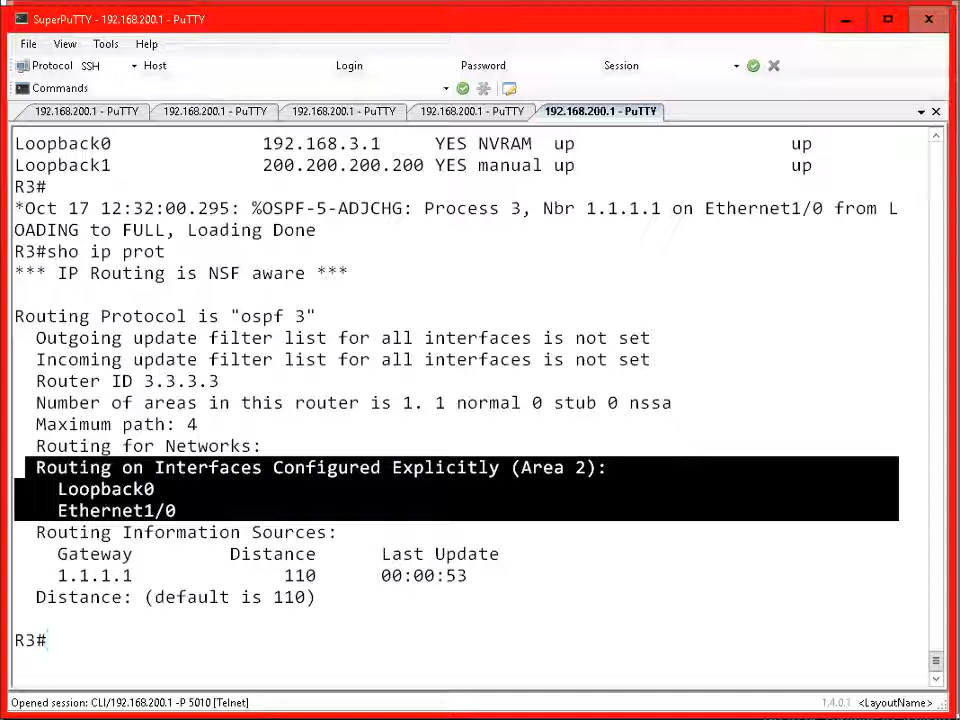 SuperPuTTY - 192.168.200.1 - PuTTY
File View Tools Help
Protocol SSH Host Login Password Session
Commands
192.168.200.1 - PuTTY 192.168.200.1 - PuTTY 192.168.200.1 - PuTTY 192.168.200.1 - PuTTY 192.168.200.1 - PuTTY
Loopback0 192.168.3.1 YES NVRAM up up
Loopback1 200.200.200.200 YES manual up up
R3#
*Oct 17 12:32:00.295: %OSPF-5-ADJCHG: Process 3, Nbr 1.1.1.1 on Ethernet1/0 from L
OADING to FULL, Loading Done
R3#sho ip prot
*** IP Routing is NSF aware ***
Routing Protocol is "ospf 3"
Outgoing update filter list for all interfaces is not set
Incoming update filter list for all interfaces is not set
Router ID 3.3.3.3
Number of areas in this router is 1. 1 normal 0 stub 0 nssa
Maximum path: 4
Routing for Networks:
Routing on Interfaces Configured Explicitly (Area 2):
Loopback0
Ethernet1/0
Routing Information Sources:
Gateway Distance Last Update
1.1.1.1 110 00:00:53
Distance: (default is 110)
R3#
Opened session: CLI/192.168.200.1 -P 5010 [Telnet] 1.4.0.1 <LayoutName>